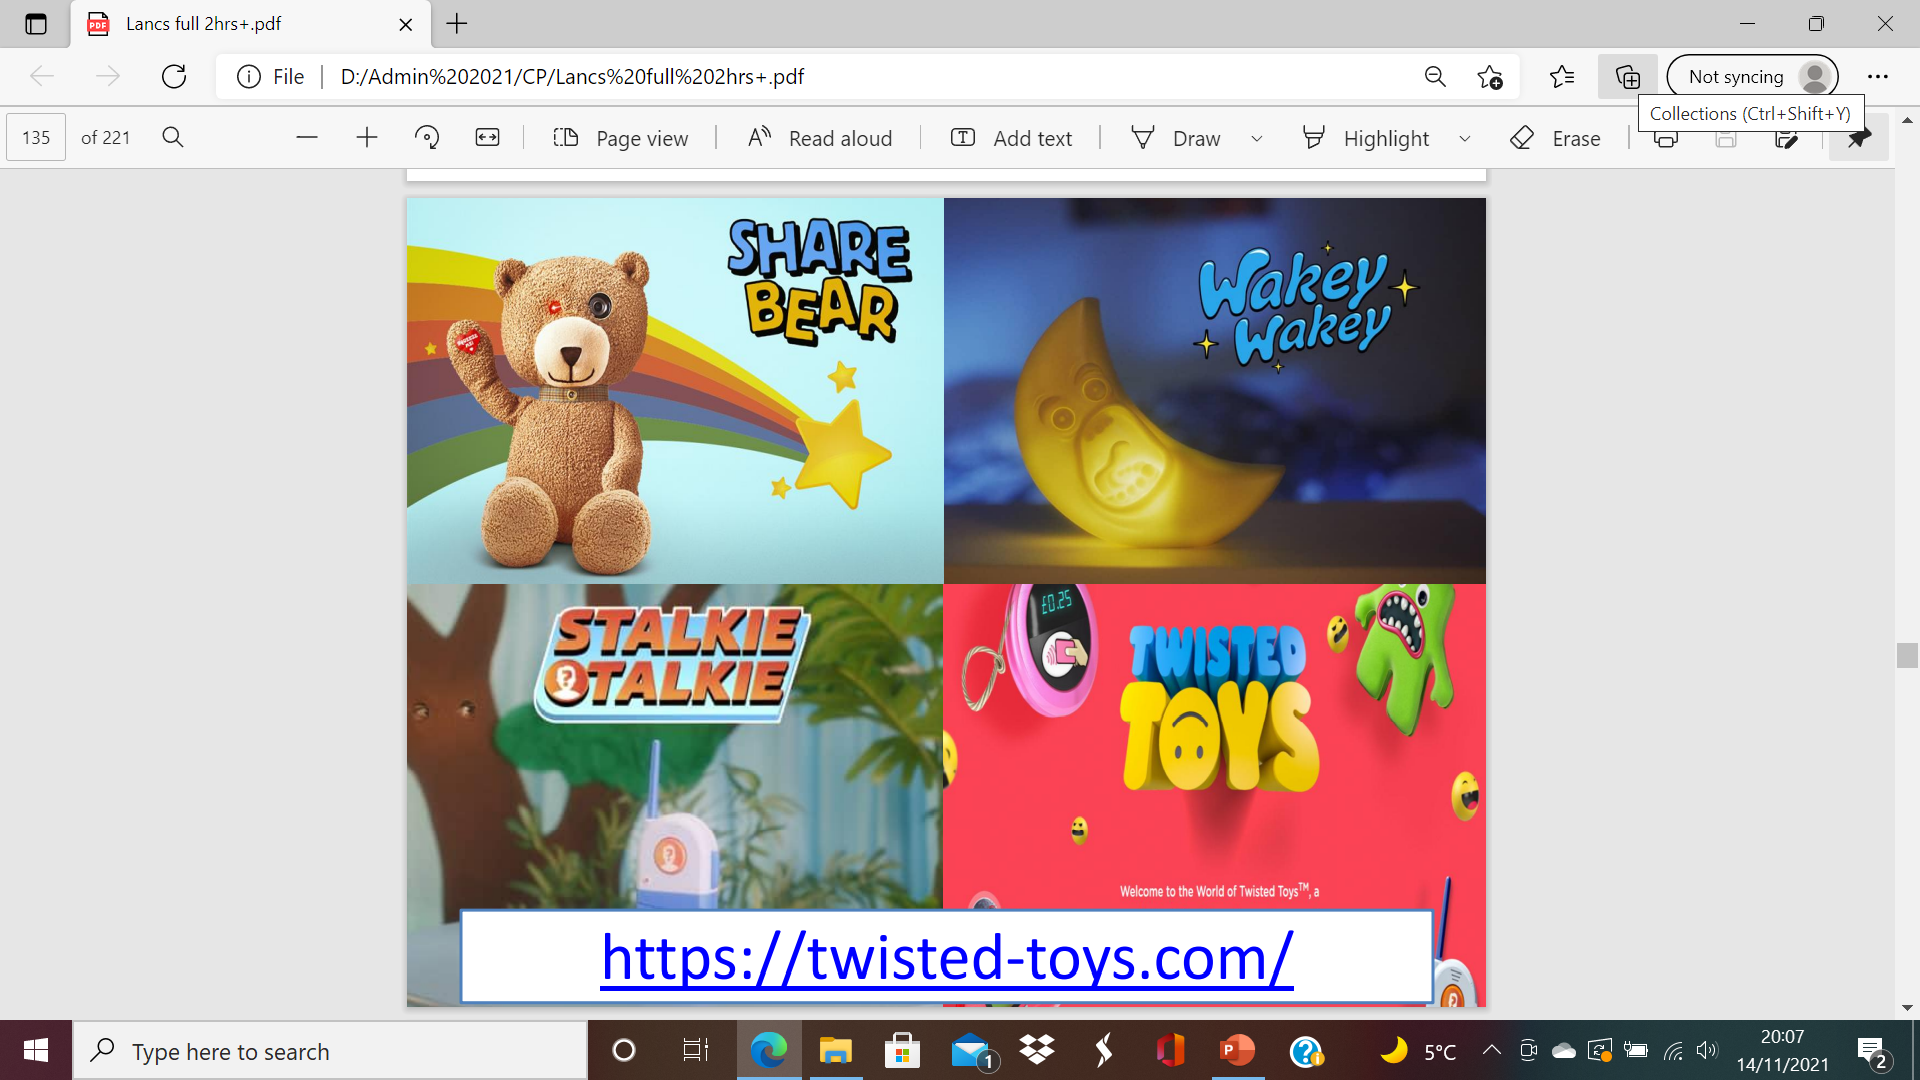 Lancs full 2hrs+.pdf
File
D:/Admin%202021/CP/Lancs%20full%202hrs+.pdf
Not syncing
Collections (Ctrl+Shift+Y)
135 of 221
Page view
Read aloud
Add text
Draw
Highlight
Erase
SHARE
BEAR
Wakey
Wakey
STALKIE
TALKIE
£0.25
TWISTED
TOYS
Welcome to the World of Twisted Toys™, a
https://twisted-toys.com/
Type here to search
1
5°C
20:07
14/11/2021
2